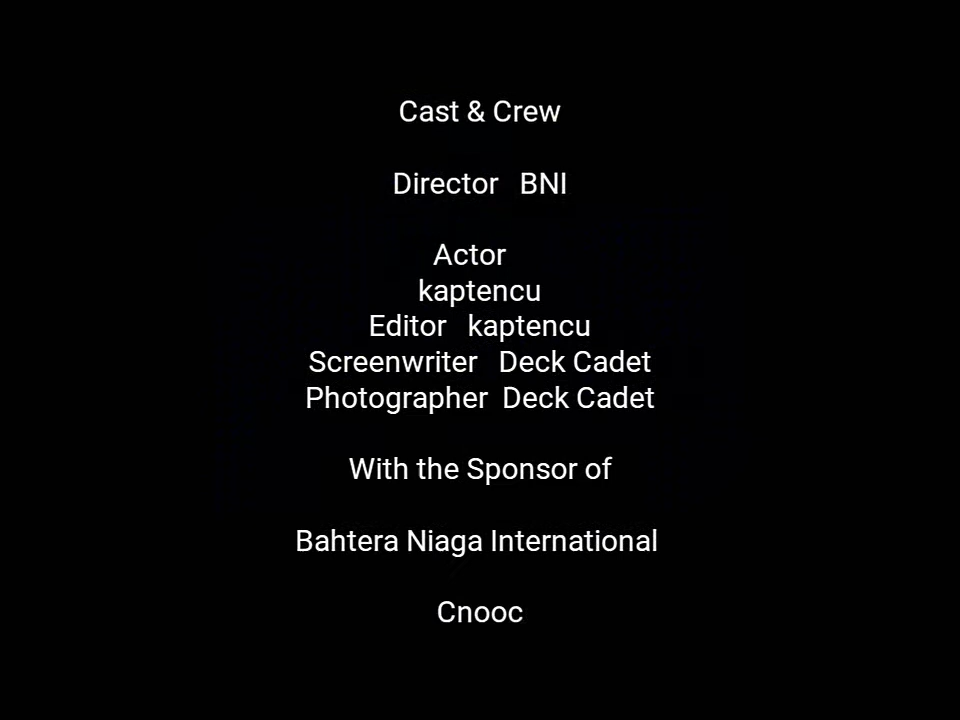 Cast & Crew
Director BNI
Actor
kaptencu
Editor kaptencu
Screenwriter Deck Cadet
Photographer Deck Cadet
With the Sponsor of
Bahtera Niaga International
Cnooc